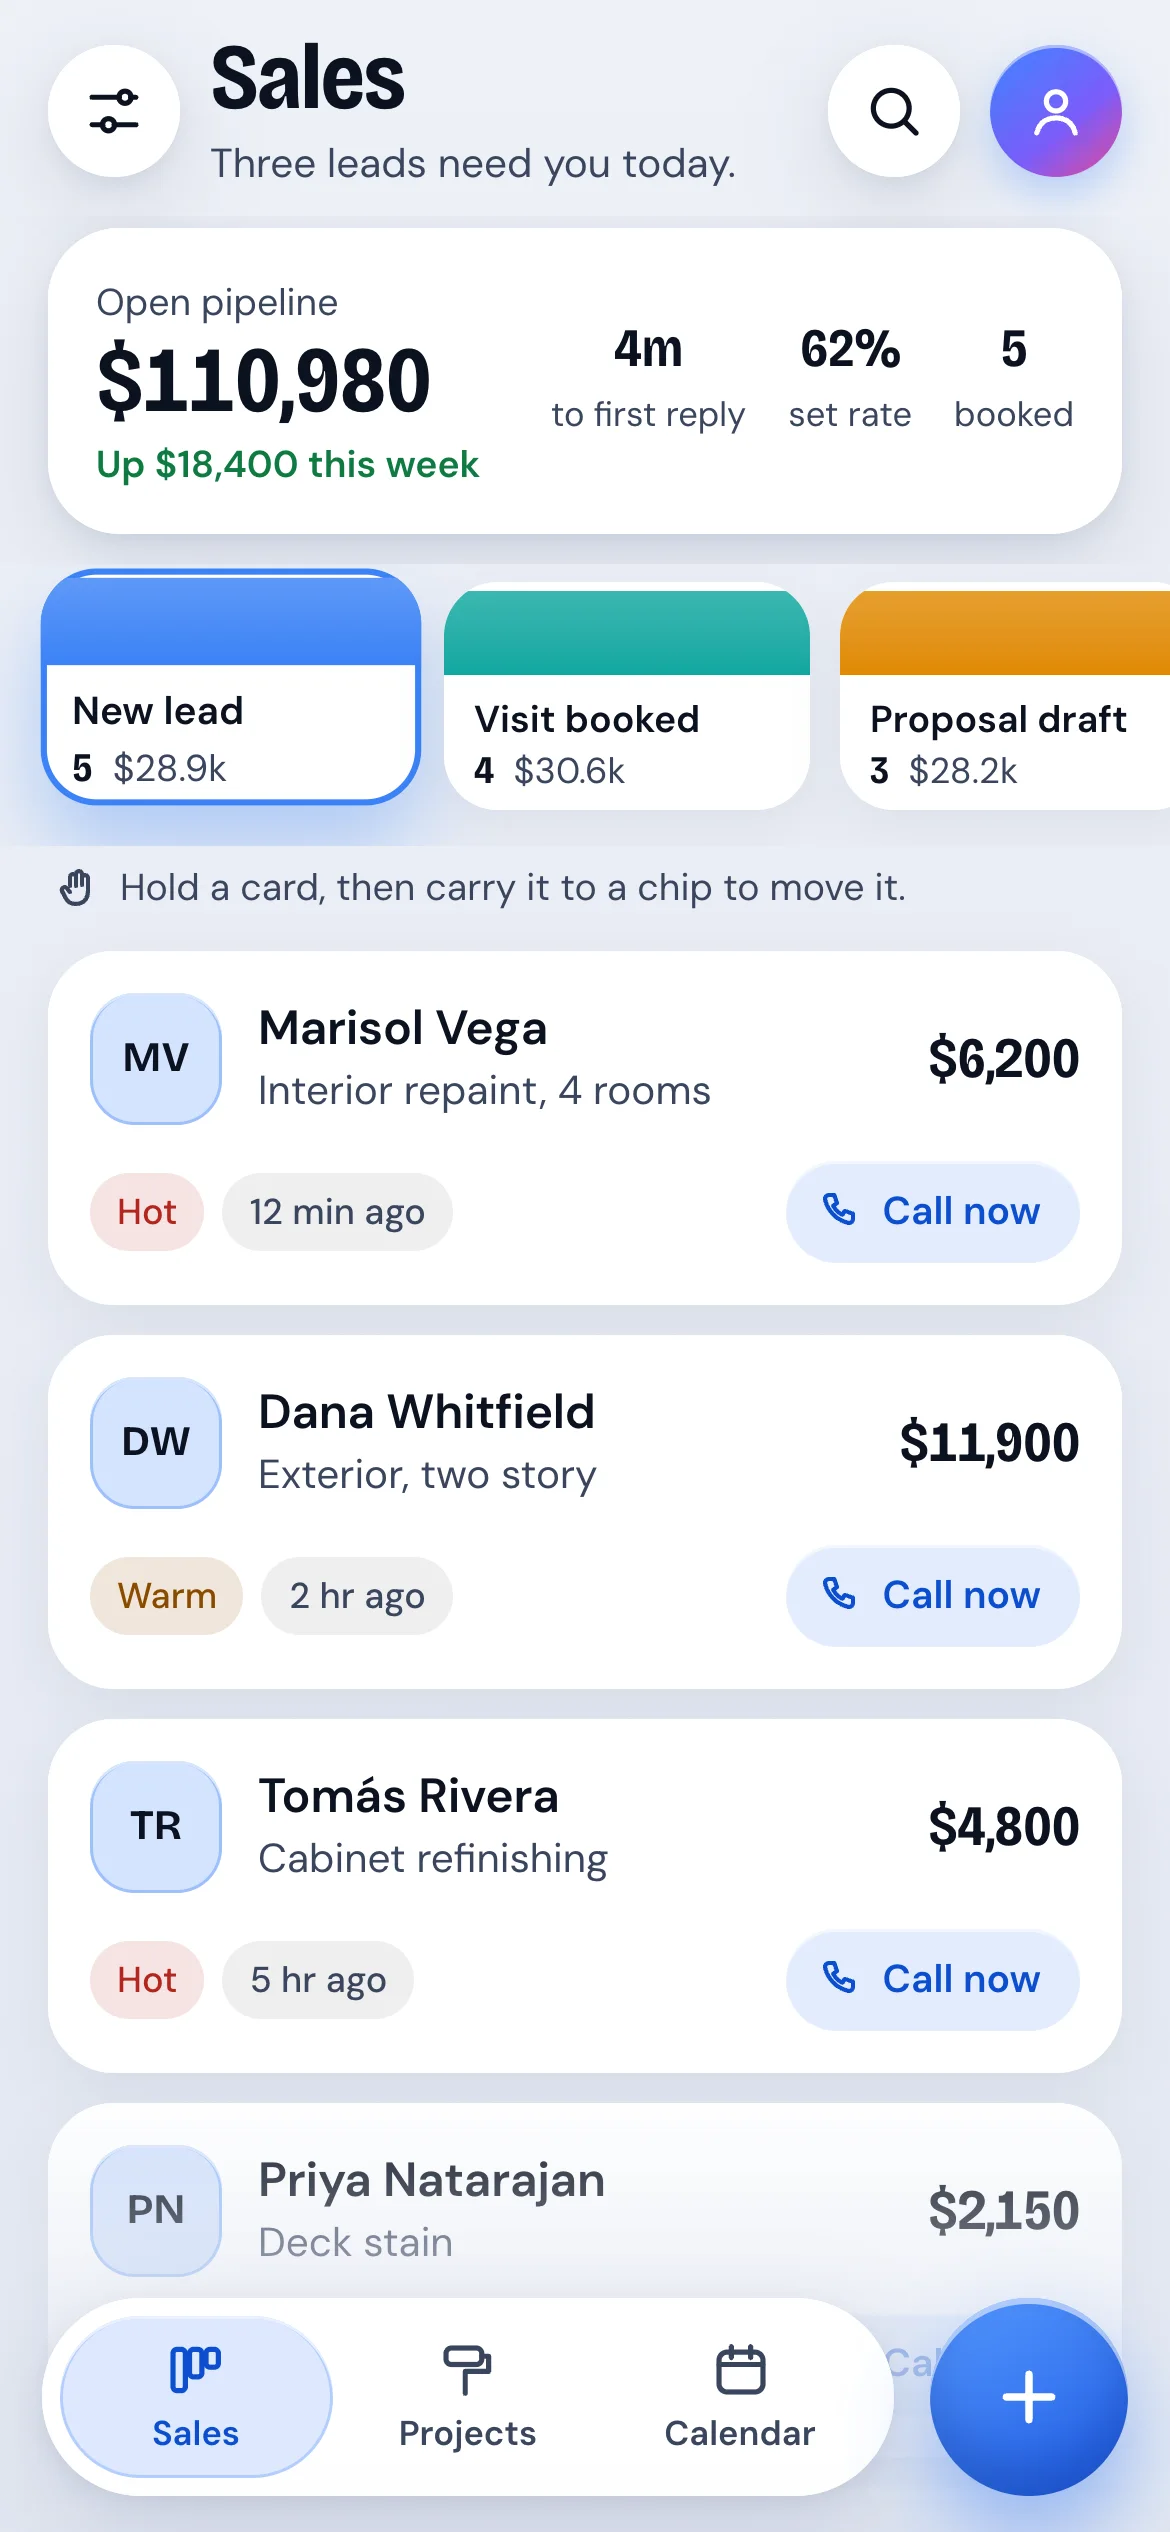 Sales
Three leads need you today.
Open pipeline
$110,980
Up $18,400 this week
4m
to first reply
62%
set rate
5
booked
New lead
5 $28.9k
Visit booked
4 $30.6k
Proposal draft
3 $28.2k
Hold a card, then carry it to a chip to move it.
MV
Marisol Vega
Interior repaint, 4 rooms
$6,200
Hot
12 min ago
Call now
DW
Dana Whitfield
Exterior, two story
$11,900
Warm
2 hr ago
Call now
TR
Tomás Rivera
Cabinet refinishing
$4,800
Hot
5 hr ago
Call now
PN
Priya Natarajan
Deck stain
$2,150
Sales
Projects
Calendar